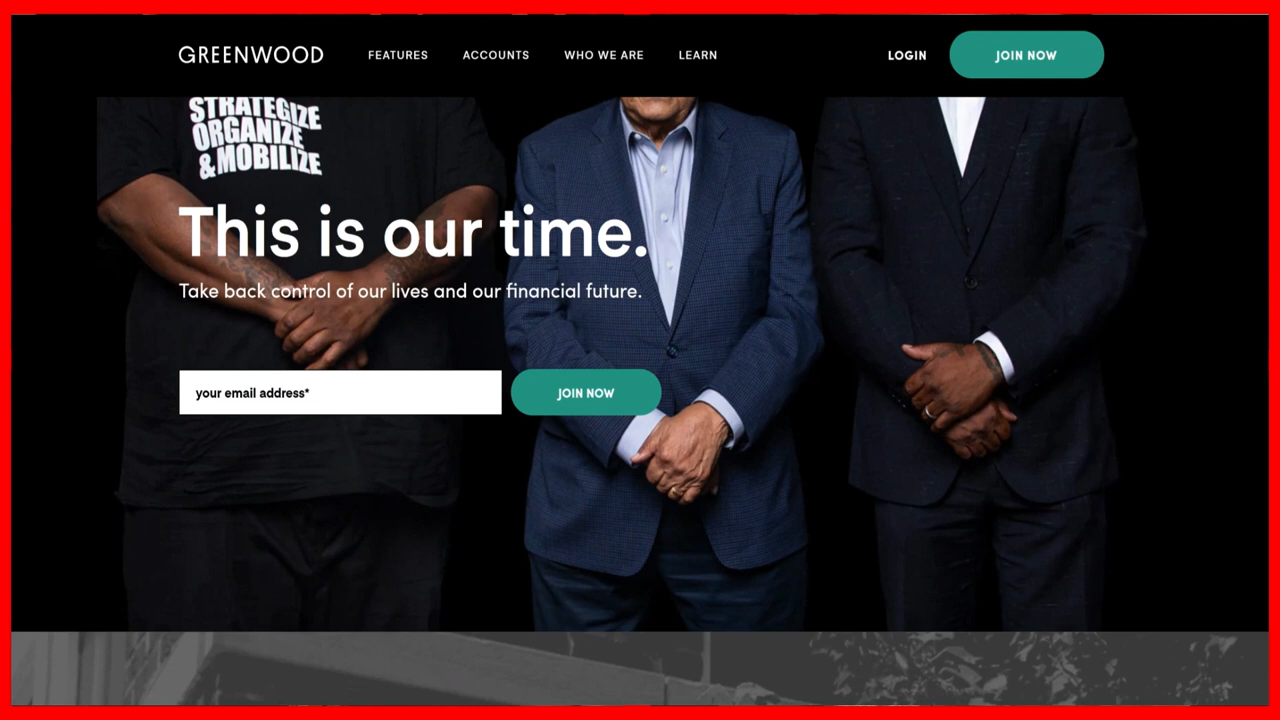 GREENWOOD FEATURES ACCOUNTS WHO WE ARE LEARN LOGIN JOIN NOW
STRATEGIZE
ORGANIZE
& MOBILIZE
This is our time.
Take back control of our lives and our financial future.
your email address* JOIN NOW